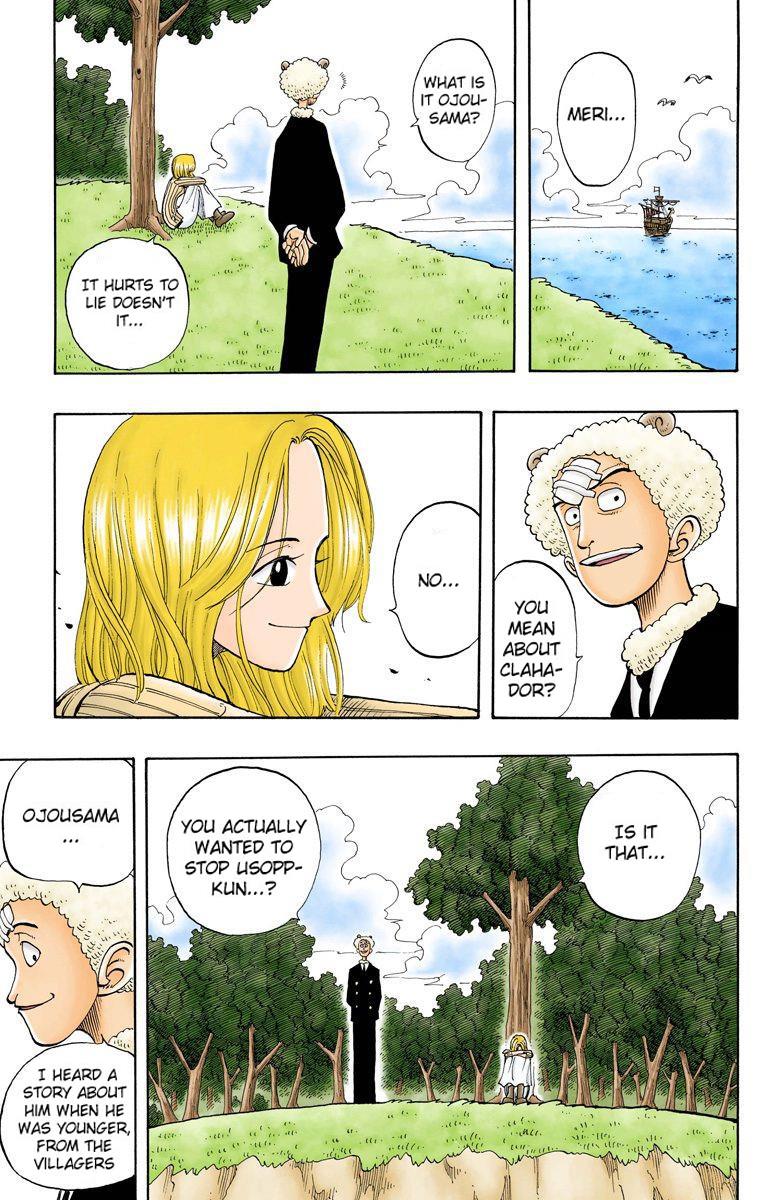 MERI...
WHAT IS
IT OJOU-
SAMA?
IT HURTS TO
LIE DOESN'T
IT...
YOU
MEAN
ABOUT
CLAHA-
DOR?
NO...
IS IT
THAT...
YOU ACTUALLY
WANTED TO
STOP USOPP-
KUN...?
OJOUSAMA
...
I HEARD A
STORY ABOUT
HIM WHEN HE
WAS YOUNGER,
FROM THE
VILLAGERS